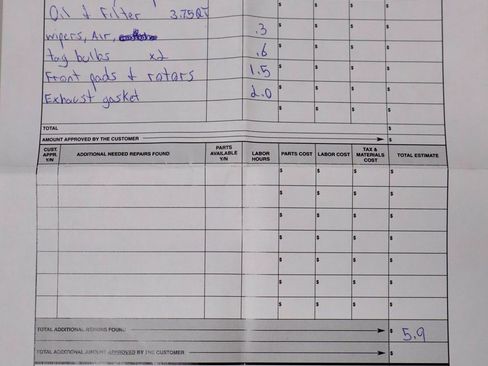 Oil & Filter 3.75QT $ $ $ $
wipers, Air, .3 $ $ $ $
tag bulbs x2 .6 $ $ $ $
Front pads & rotors 1.5 $ $ $ $
Exhaust gasket 2.0 $ $ $ $
$ $ $ $
TOTAL $
AMOUNT APPROVED BY THE CUSTOMER $
CUST. APPR. Y/N ADDITIONAL NEEDED REPAIRS FOUND PARTS AVAILABLE Y/N LABOR HOURS PARTS COST LABOR COST TAX & MATERIALS COST TOTAL ESTIMATE
$ $ $ $
$ $ $ $
$ $ $ $
$ $ $ $
$ $ $ $
$ $ $ $
$ $ $ $
TOTAL ADDITIONAL REPAIRS FOUND $ 5.9
TOTAL ADDITIONAL AMOUNT APPROVED BY THE CUSTOMER $